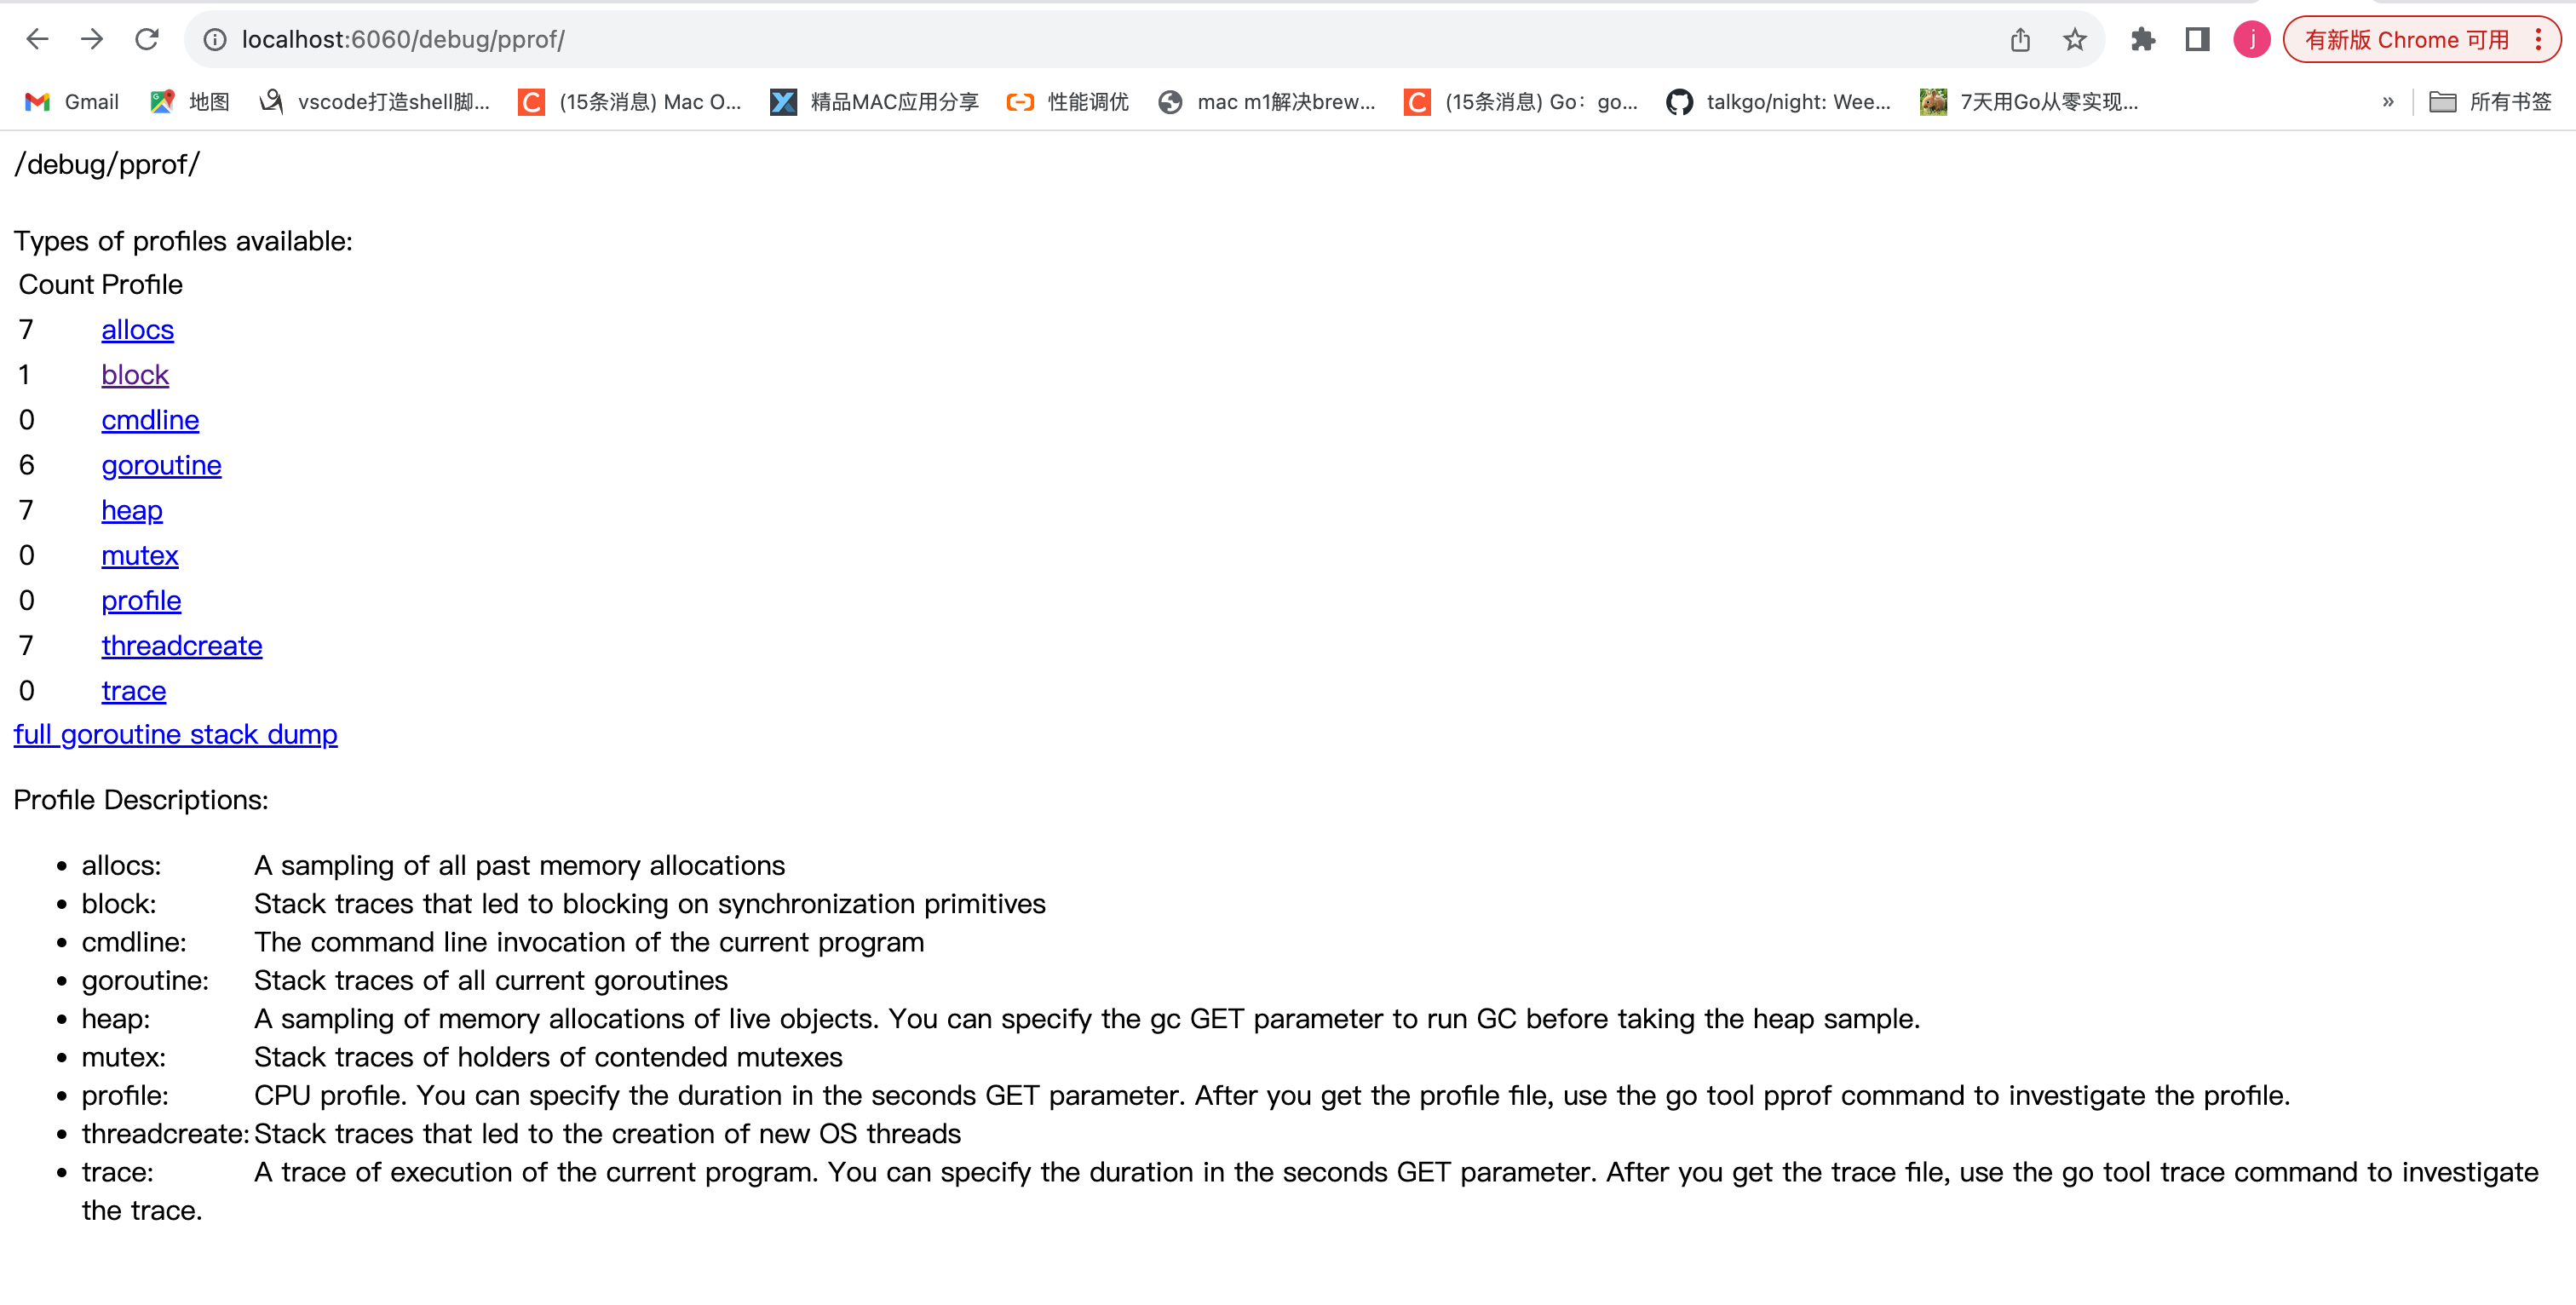 localhost:6060/debug/pprof/
j
有新版 Chrome 可用
Gmail
地图
vscode打造shell脚...
(15条消息) Mac O...
精品MAC应用分享
性能调优
mac m1解决brew...
(15条消息) Go：go...
talkgo/night: Wee...
7天用Go从零实现...
»
所有书签
/debug/pprof/
Types of profiles available:
Count Profile
7 allocs
1 block
0 cmdline
6 goroutine
7 heap
0 mutex
0 profile
7 threadcreate
0 trace
full goroutine stack dump
Profile Descriptions:
• allocs: A sampling of all past memory allocations
• block: Stack traces that led to blocking on synchronization primitives
• cmdline: The command line invocation of the current program
• goroutine: Stack traces of all current goroutines
• heap: A sampling of memory allocations of live objects. You can specify the gc GET parameter to run GC before taking the heap sample.
• mutex: Stack traces of holders of contended mutexes
• profile: CPU profile. You can specify the duration in the seconds GET parameter. After you get the profile file, use the go tool pprof command to investigate the profile.
• threadcreate: Stack traces that led to the creation of new OS threads
• trace: A trace of execution of the current program. You can specify the duration in the seconds GET parameter. After you get the trace file, use the go tool trace command to investigate
the trace.